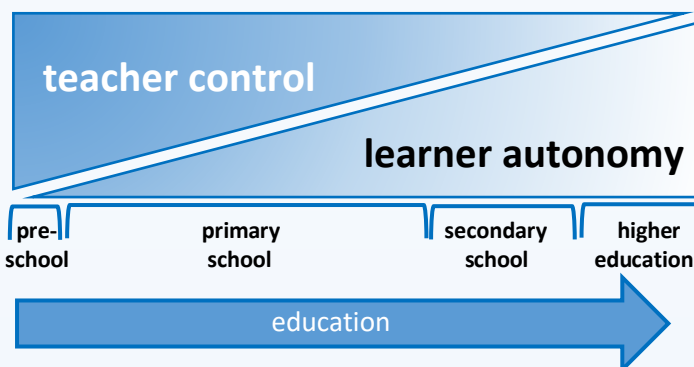 teacher control
learner autonomy
pre-
school
primary
school
secondary
school
higher
education
education